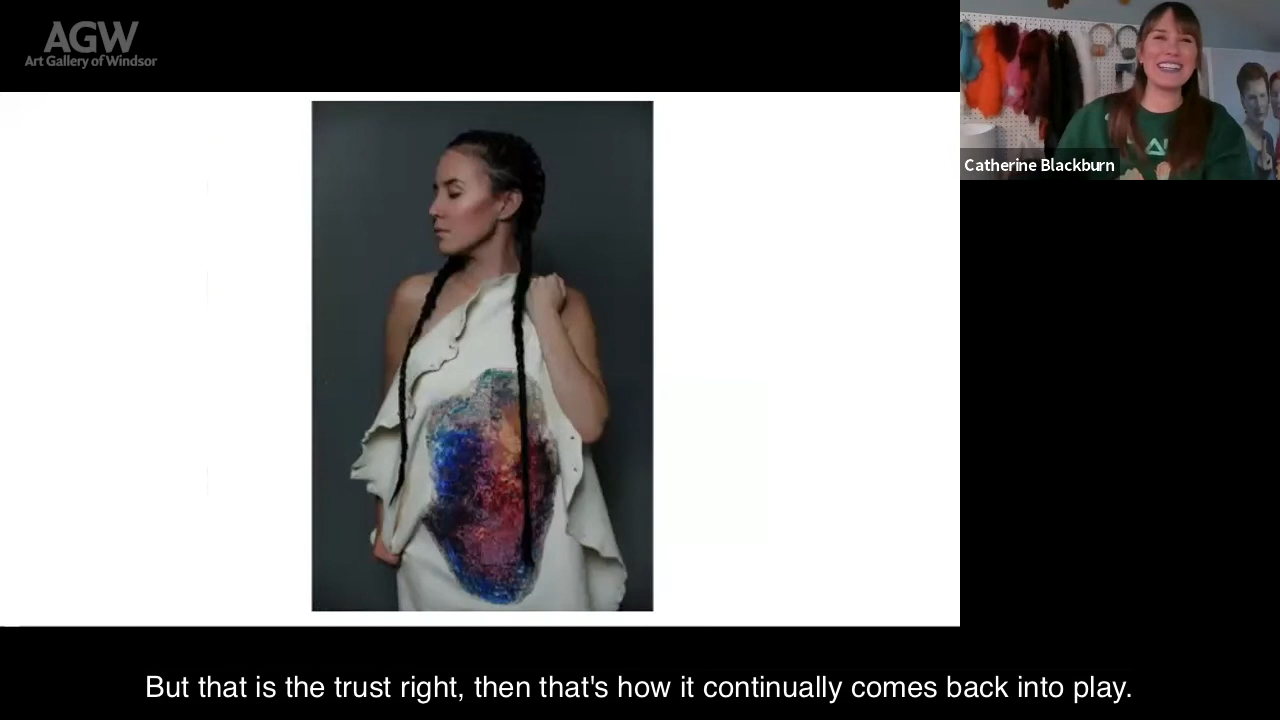 AGW
Art Gallery of Windsor
Catherine Blackburn
But that is the trust right, then that's how it continually comes back into play.